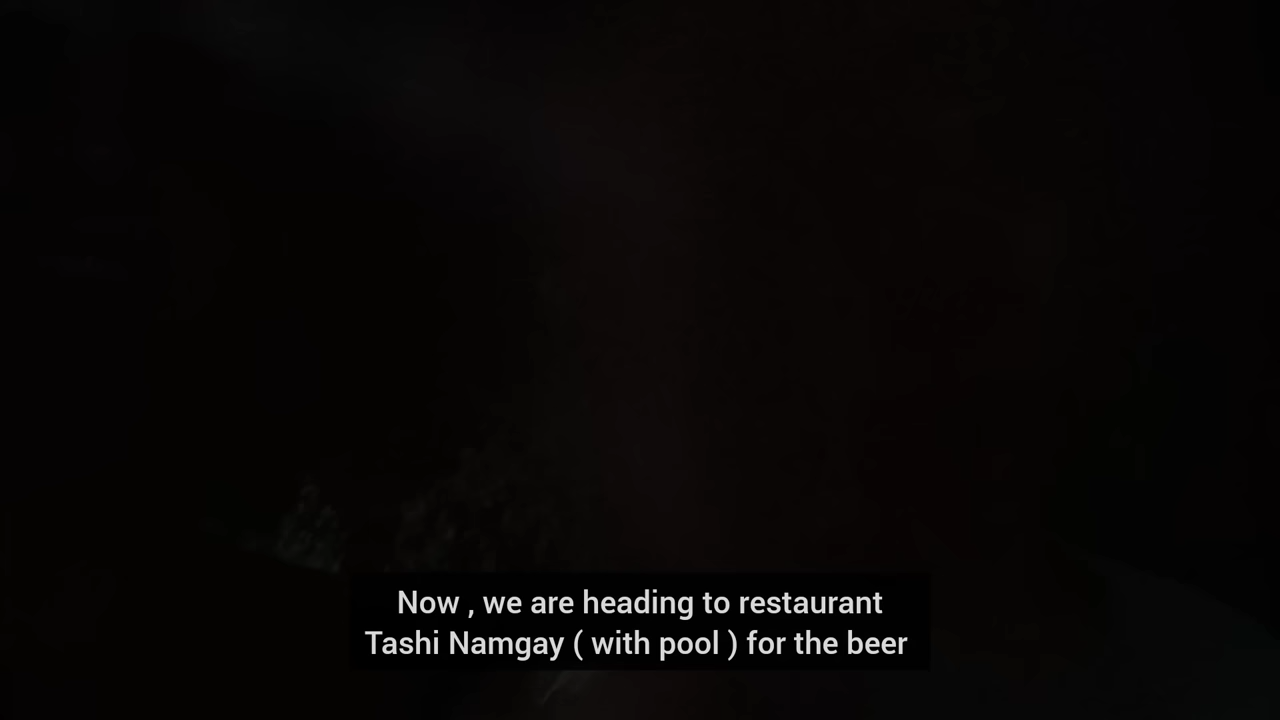 Now , we are heading to restaurant
Tashi Namgay ( with pool ) for the beer